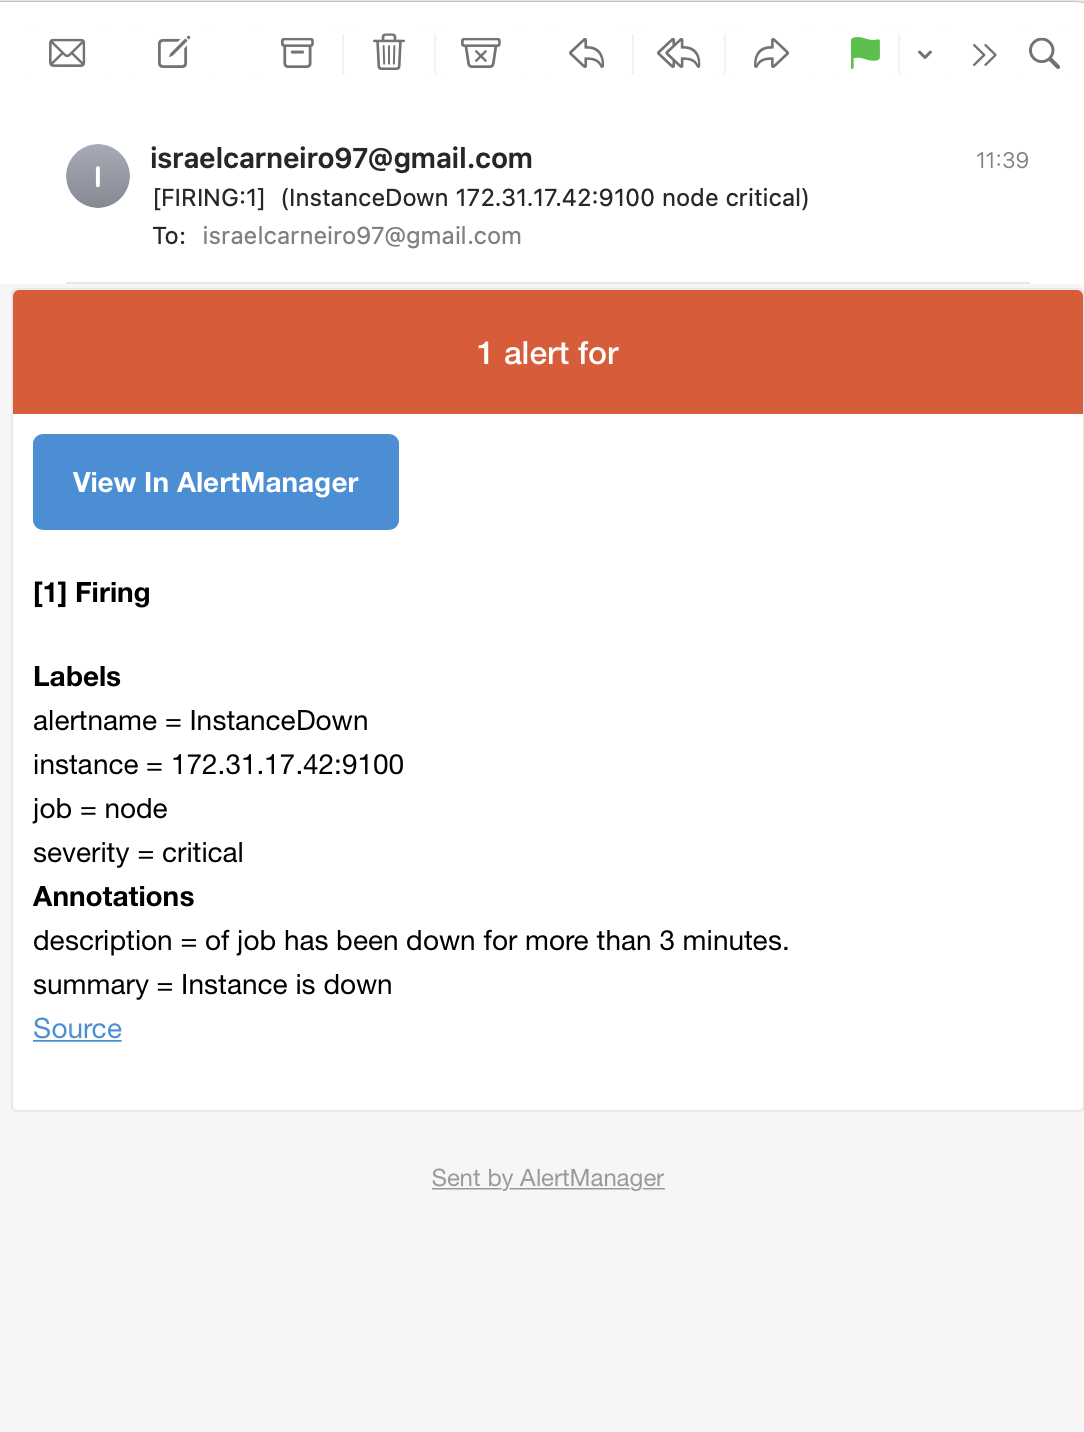 I
israelcarneiro97@gmail.com
11:39
[FIRING:1] (InstanceDown 172.31.17.42:9100 node critical)
To: israelcarneiro97@gmail.com
1 alert for
View In AlertManager
[1] Firing
Labels
alertname = InstanceDown
instance = 172.31.17.42:9100
job = node
severity = critical
Annotations
description = of job has been down for more than 3 minutes.
summary = Instance is down
Source
Sent by AlertManager